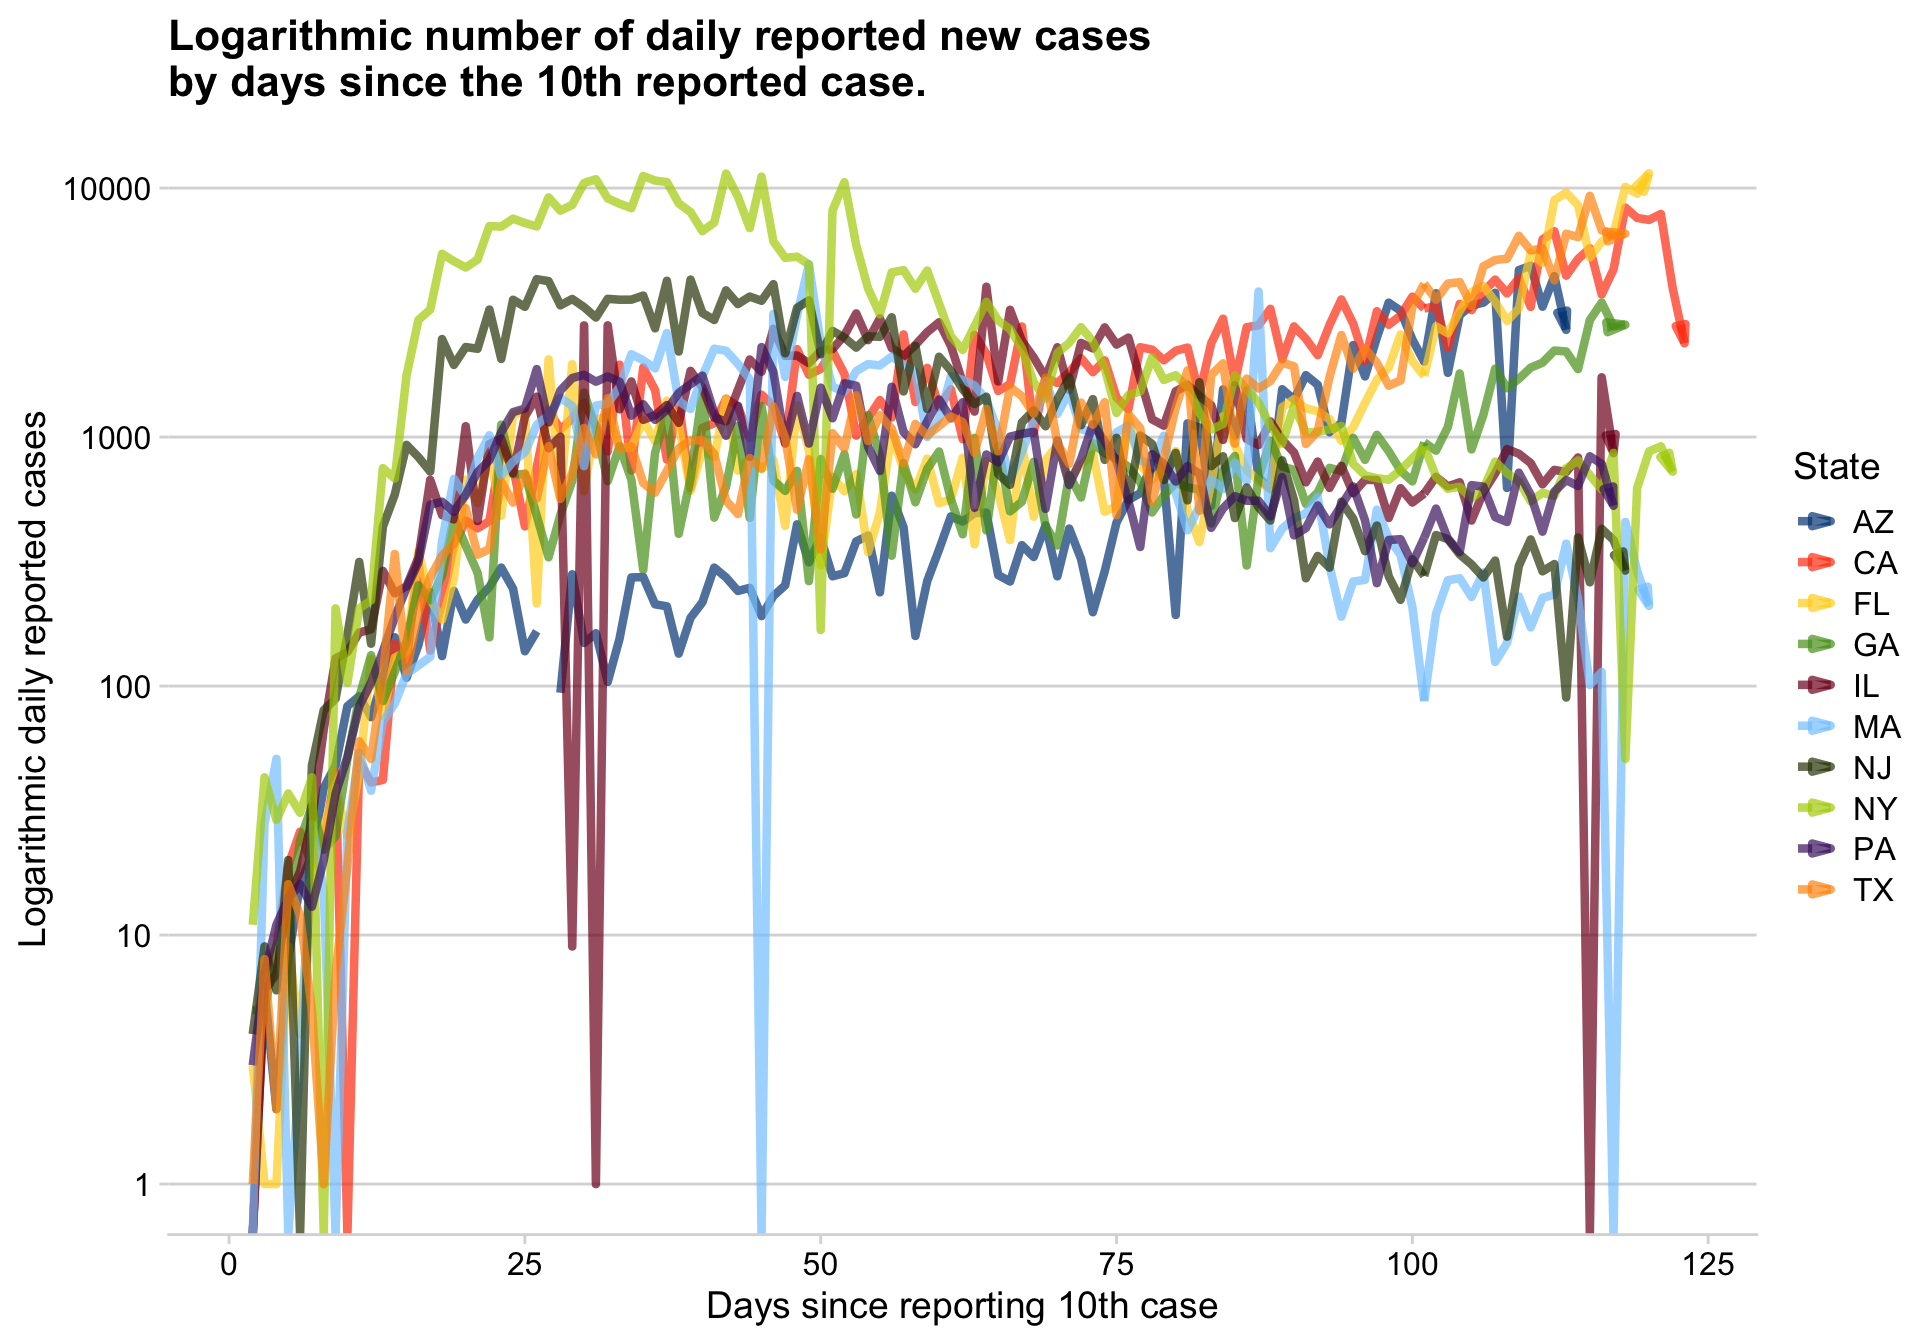 Logarithmic number of daily reported new cases
by days since the 10th reported case.
Logarithmic daily reported cases
10000
1000
100
10
1
0
25
50
75
100
125
Days since reporting 10th case
State
AZ
CA
FL
GA
IL
MA
NJ
NY
PA
TX